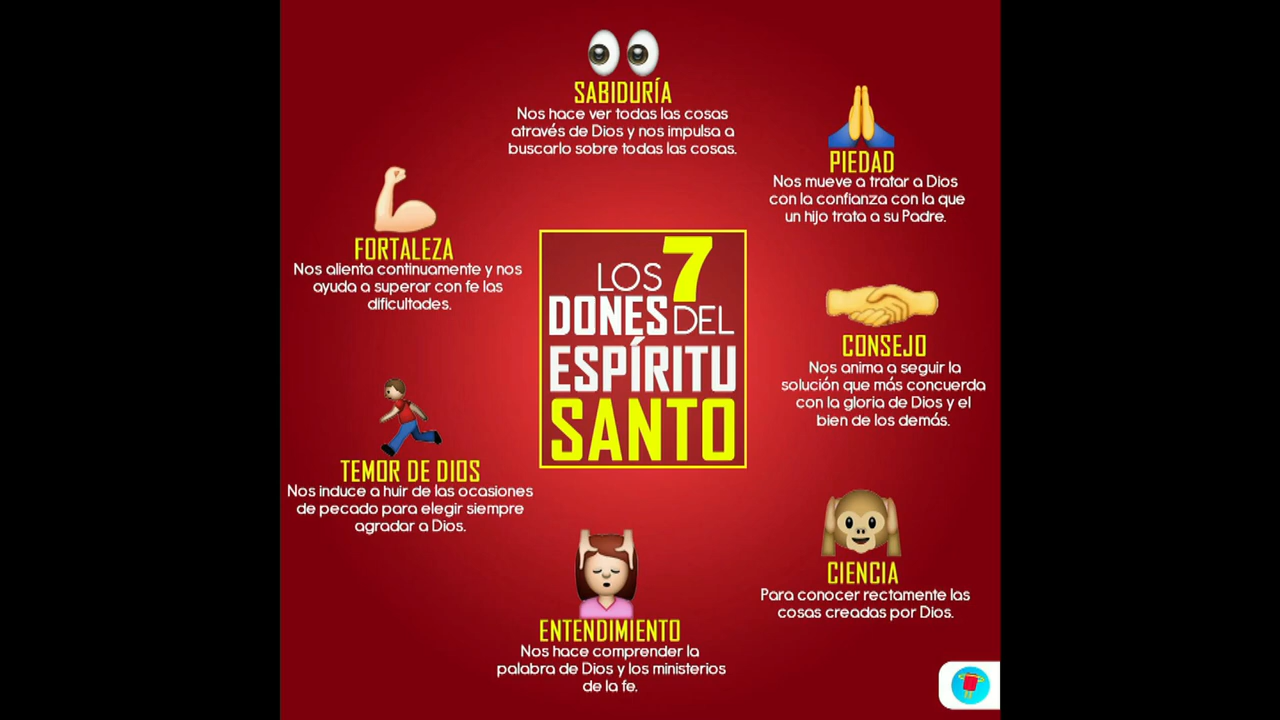 SABIDURÍA
Nos hace ver todas las cosas
através de Dios y nos impulsa a
buscarlo sobre todas las cosas.
PIEDAD
Nos mueve a tratar a Dios
con la confianza con la que
un hijo trata a su Padre.
FORTALEZA
Nos alienta continuamente y nos
ayuda a superar con fe las
dificultades.
LOS 7
DONES DEL
ESPÍRITU
SANTO
CONSEJO
Nos anima a seguir la
solución que más concuerda
con la gloria de Dios y el
bien de los demás.
TEMOR DE DIOS
Nos induce a huir de las ocasiones
de pecado para elegir siempre
agradar a Dios.
CIENCIA
Para conocer rectamente las
cosas creadas por Dios.
ENTENDIMIENTO
Nos hace comprender la
palabra de Dios y los ministerios
de la fe.